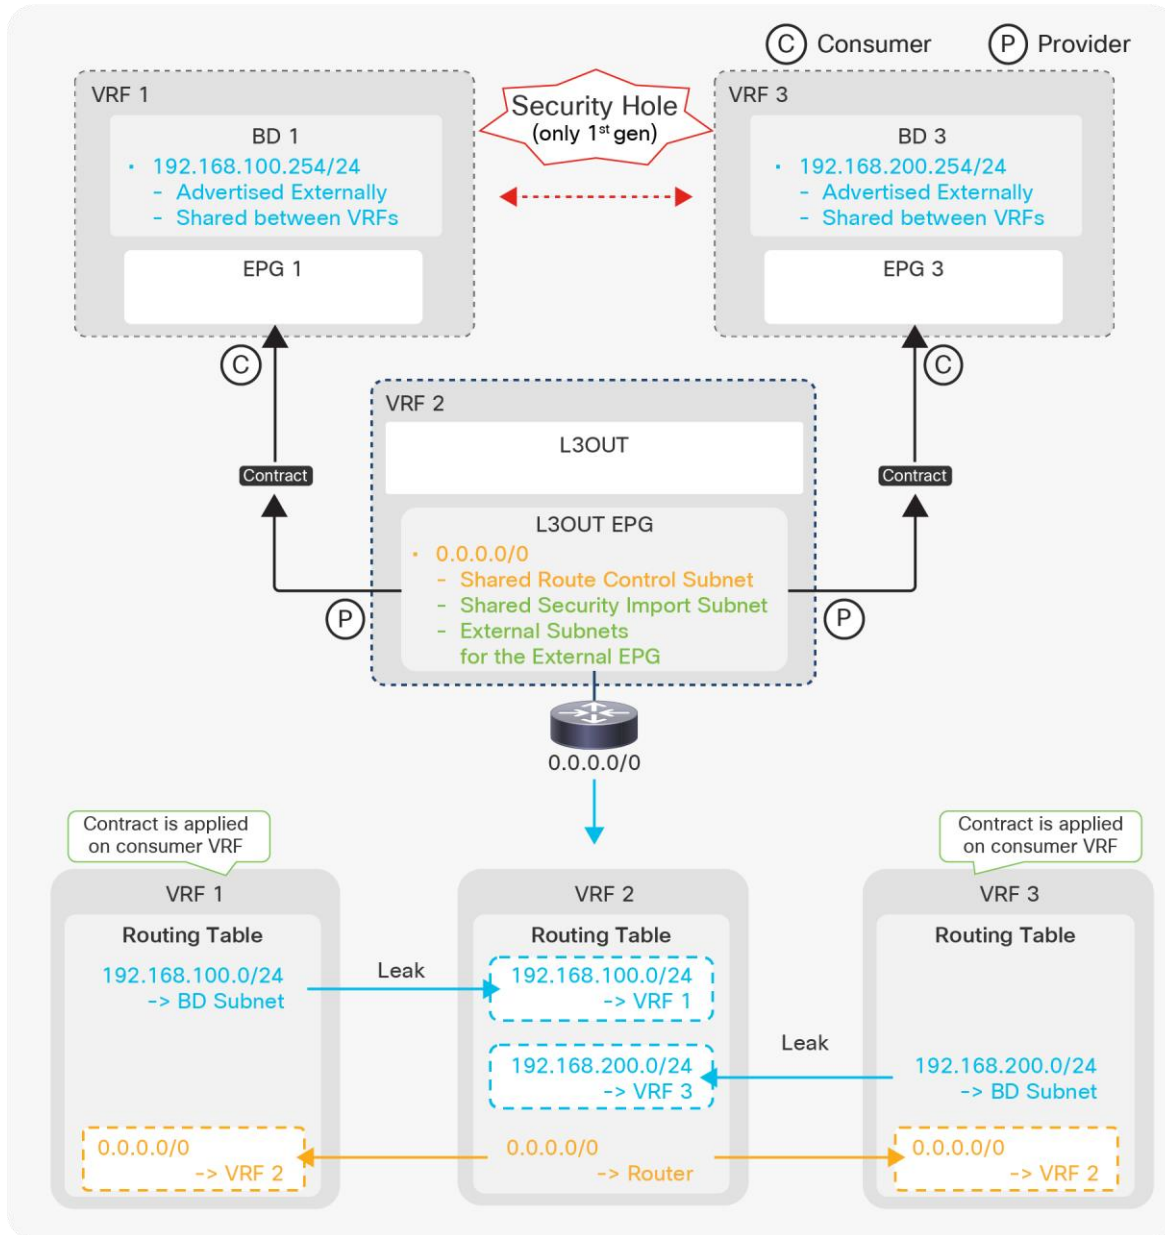 C Consumer
P Provider
VRF 1
BD 1
· 192.168.100.254/24
- Advertised Externally
- Shared between VRFs
EPG 1
Security Hole
(only 1st gen)
VRF 3
BD 3
· 192.168.200.254/24
- Advertised Externally
- Shared between VRFs
EPG 3
C
C
Contract
Contract
P
P
VRF 2
L3OUT
L3OUT EPG
· 0.0.0.0/0
- Shared Route Control Subnet
- Shared Security Import Subnet
- External Subnets
for the External EPG
0.0.0.0/0
Contract is applied
on consumer VRF
Contract is applied
on consumer VRF
VRF 1
Routing Table
192.168.100.0/24
-> BD Subnet
0.0.0.0/0
-> VRF 2
Leak
VRF 2
Routing Table
192.168.100.0/24
-> VRF 1
192.168.200.0/24
-> VRF 3
0.0.0.0/0
-> Router
Leak
VRF 3
Routing Table
192.168.200.0/24
-> BD Subnet
0.0.0.0/0
-> VRF 2